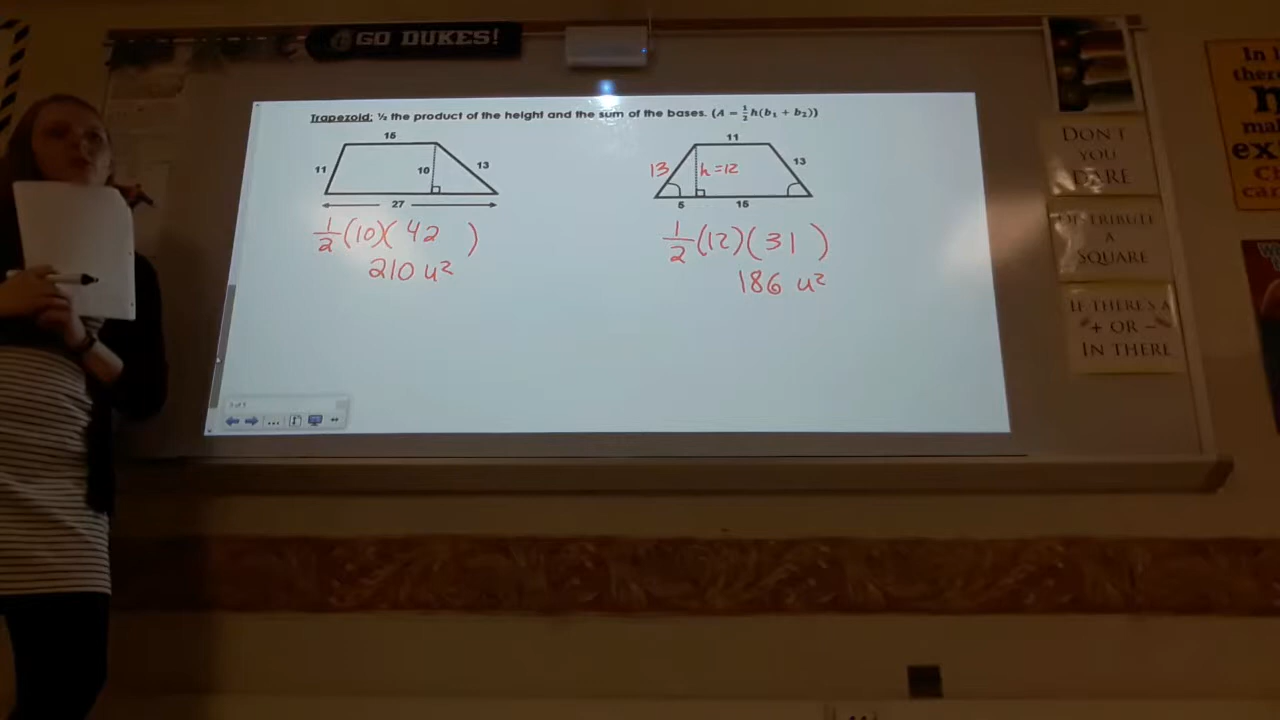 GO DUKES!
Trapezoid: ½ the product of the height and the sum of the bases. (A = ½h(b₁ + b₂))
15
11
10
13
27
½(10)(42 )
210 u²
11
13
h = 12
13
5
15
½(12)(31 )
186 u²
DON'T
YOU
DARE
DISTRIBUTE
A
SQUARE
IF THERE'S A
+ OR –
IN THERE
In